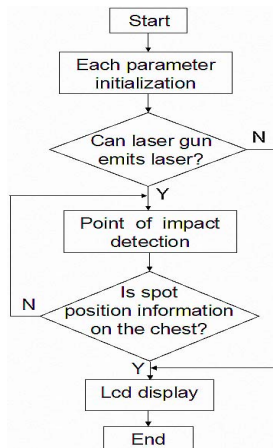 Start
Each parameter
initialization
Can laser gun
emits laser?
N
Y
Point of impact
detection
Is spot
position information
on the chest?
N
Y
Lcd display
End